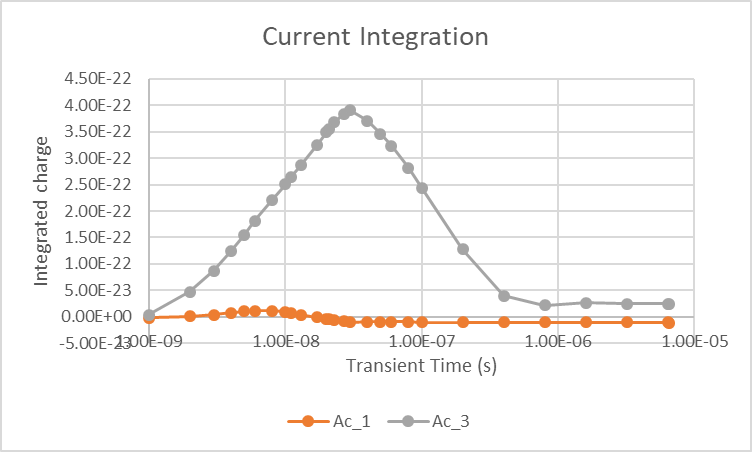 Current Integration
4.50E-22
4.00E-22
3.50E-22
3.00E-22
2.50E-22
2.00E-22
1.50E-22
1.00E-22
5.00E-23
0.00E+00
-5.00E-23
Integrated charge
1.00E-09 1.00E-08 1.00E-07 1.00E-06 1.00E-05
Transient Time (s)
Ac_1 Ac_3